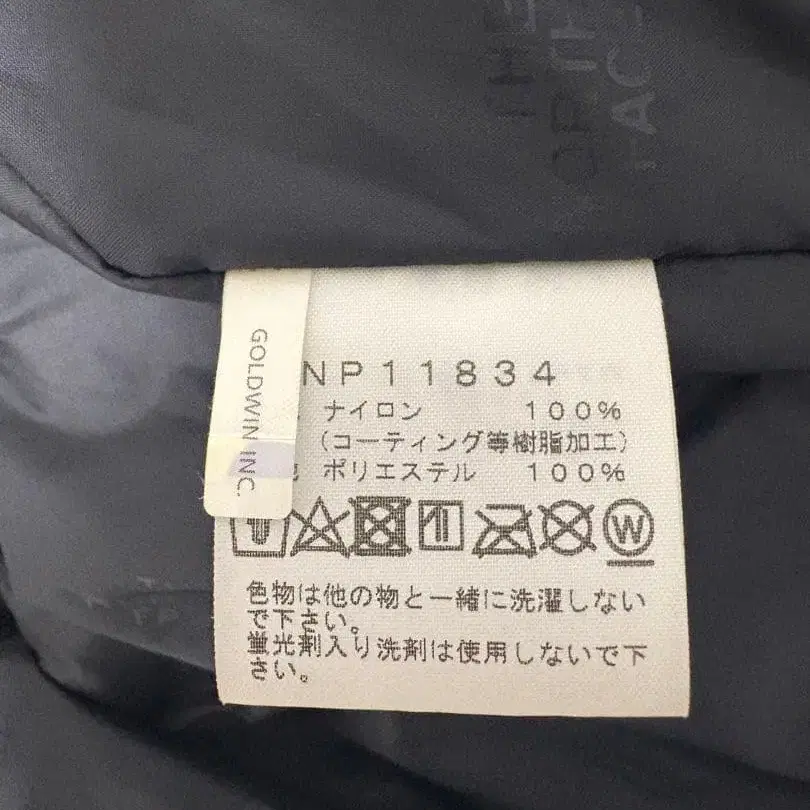 THE
NORTH
FACE
GOLDWIN INC.
NP11834
ナイロン 100%
(コーティング等樹脂加工)
ポリエステル 100%
W
色物は他の物と一緒に洗濯しない
で下さい。
蛍光剤入り洗剤は使用しないで下
さい。